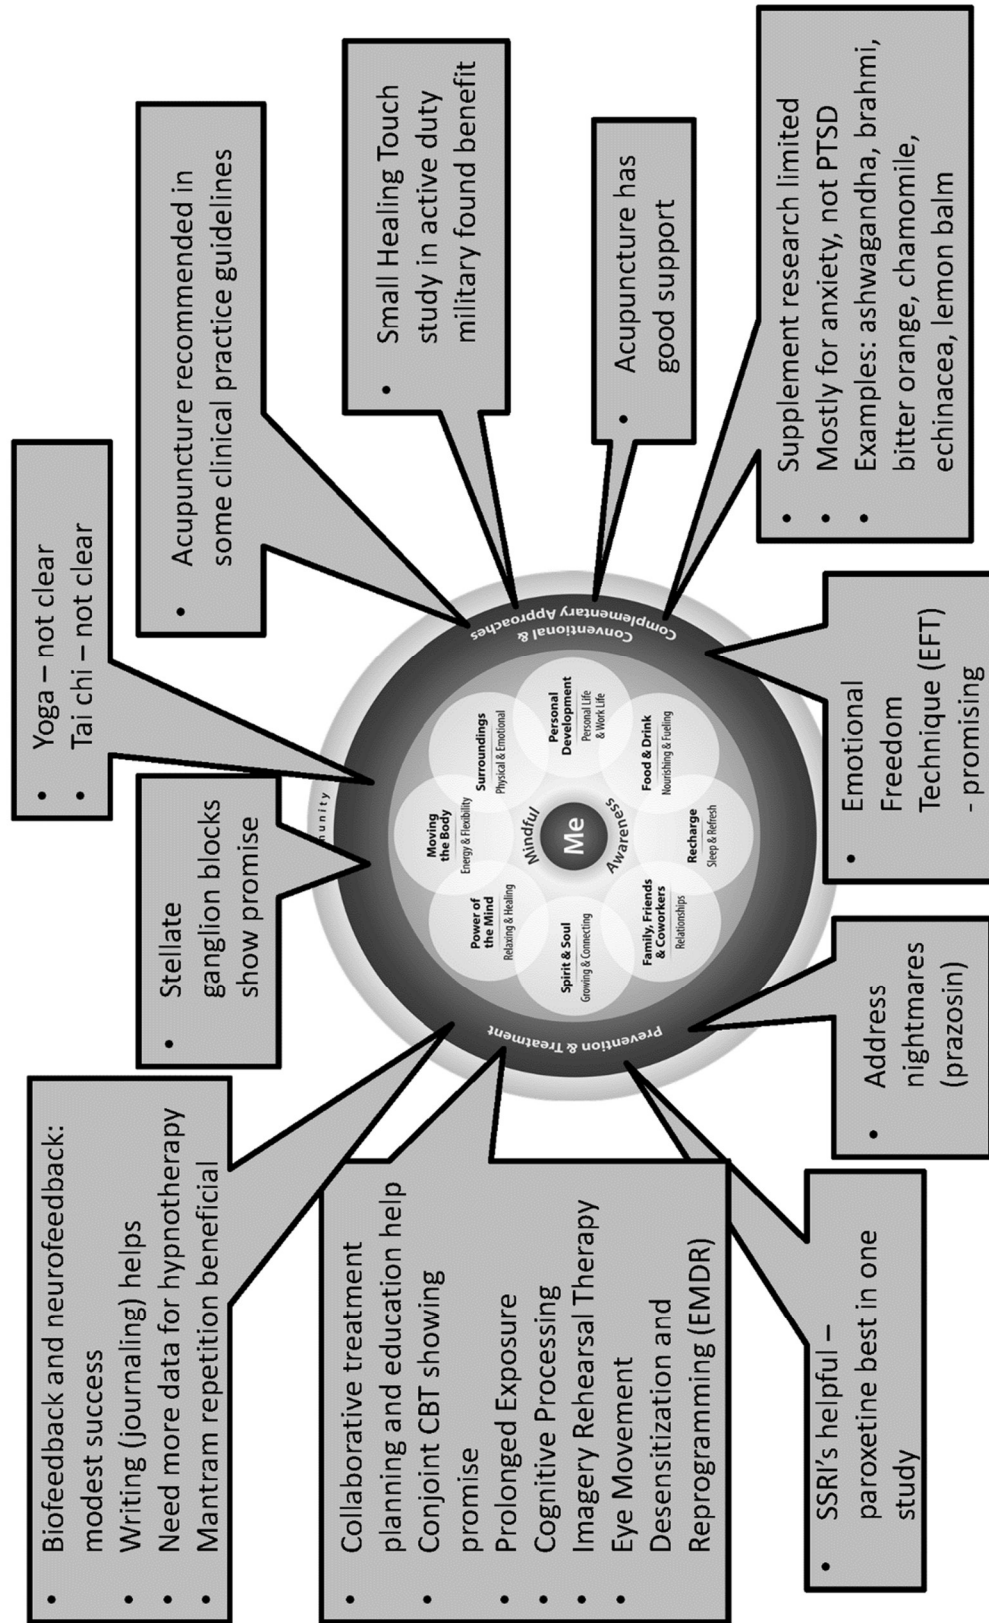 • Biofeedback and neurofeedback:
modest success
• Writing (journaling) helps
• Need more data for hypnotherapy
• Mantram repetition beneficial
• Stellate
ganglion blocks
show promise
• Yoga – not clear
• Tai chi – not clear
• Acupuncture recommended in
some clinical practice guidelines
• Small Healing Touch
study in active duty
military found benefit
• Acupuncture has
good support
• Supplement research limited
• Mostly for anxiety, not PTSD
• Examples: ashwagandha, brahmi,
bitter orange, chamomile,
echinacea, lemon balm
• Collaborative treatment
planning and education help
• Conjoint CBT showing
promise
• Prolonged Exposure
• Cognitive Processing
• Imagery Rehearsal Therapy
• Eye Movement
Desensitization and
Reprogramming (EMDR)
• SSRI's helpful –
paroxetine best in one
study
• Address
nightmares
(prazosin)
• Emotional
Freedom
Technique (EFT)
- promising
munity
Prevention & Treatment
Conventional &
Complementary Approaches
Moving
the Body
Energy & Flexibility
Surroundings
Physical & Emotional
Personal
Development
Personal Life
& Work Life
Food & Drink
Nourishing & Fueling
Recharge
Sleep & Refresh
Family, Friends
& Coworkers
Relationships
Spirit & Soul
Growing & Connecting
Power of
the Mind
Relaxing & Healing
Mindful
Awareness
Me